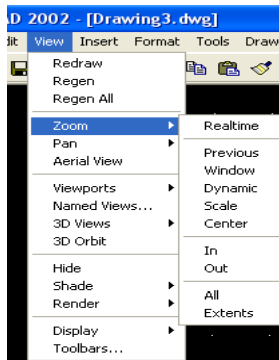 AD 2002 - [Drawing3.dwg]
dit View Insert Format Tools Draw
Redraw
Regen
Regen All
Zoom
Pan
Aerial View
Viewports
Named Views...
3D Views
3D Orbit
Hide
Shade
Render
Display
Toolbars...
Realtime
Previous
Window
Dynamic
Scale
Center
In
Out
All
Extents